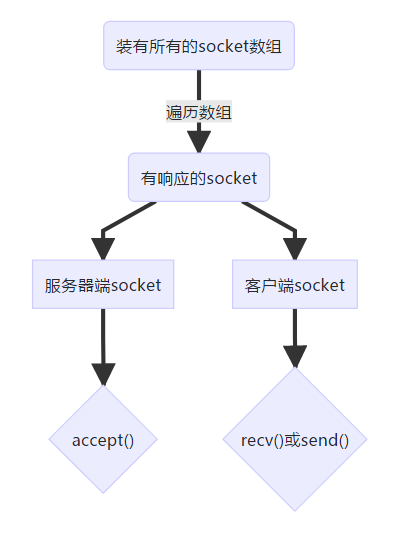 装有所有的socket数组
遍历数组
有响应的socket
服务器端socket
客户端socket
accept()
recv()或send()